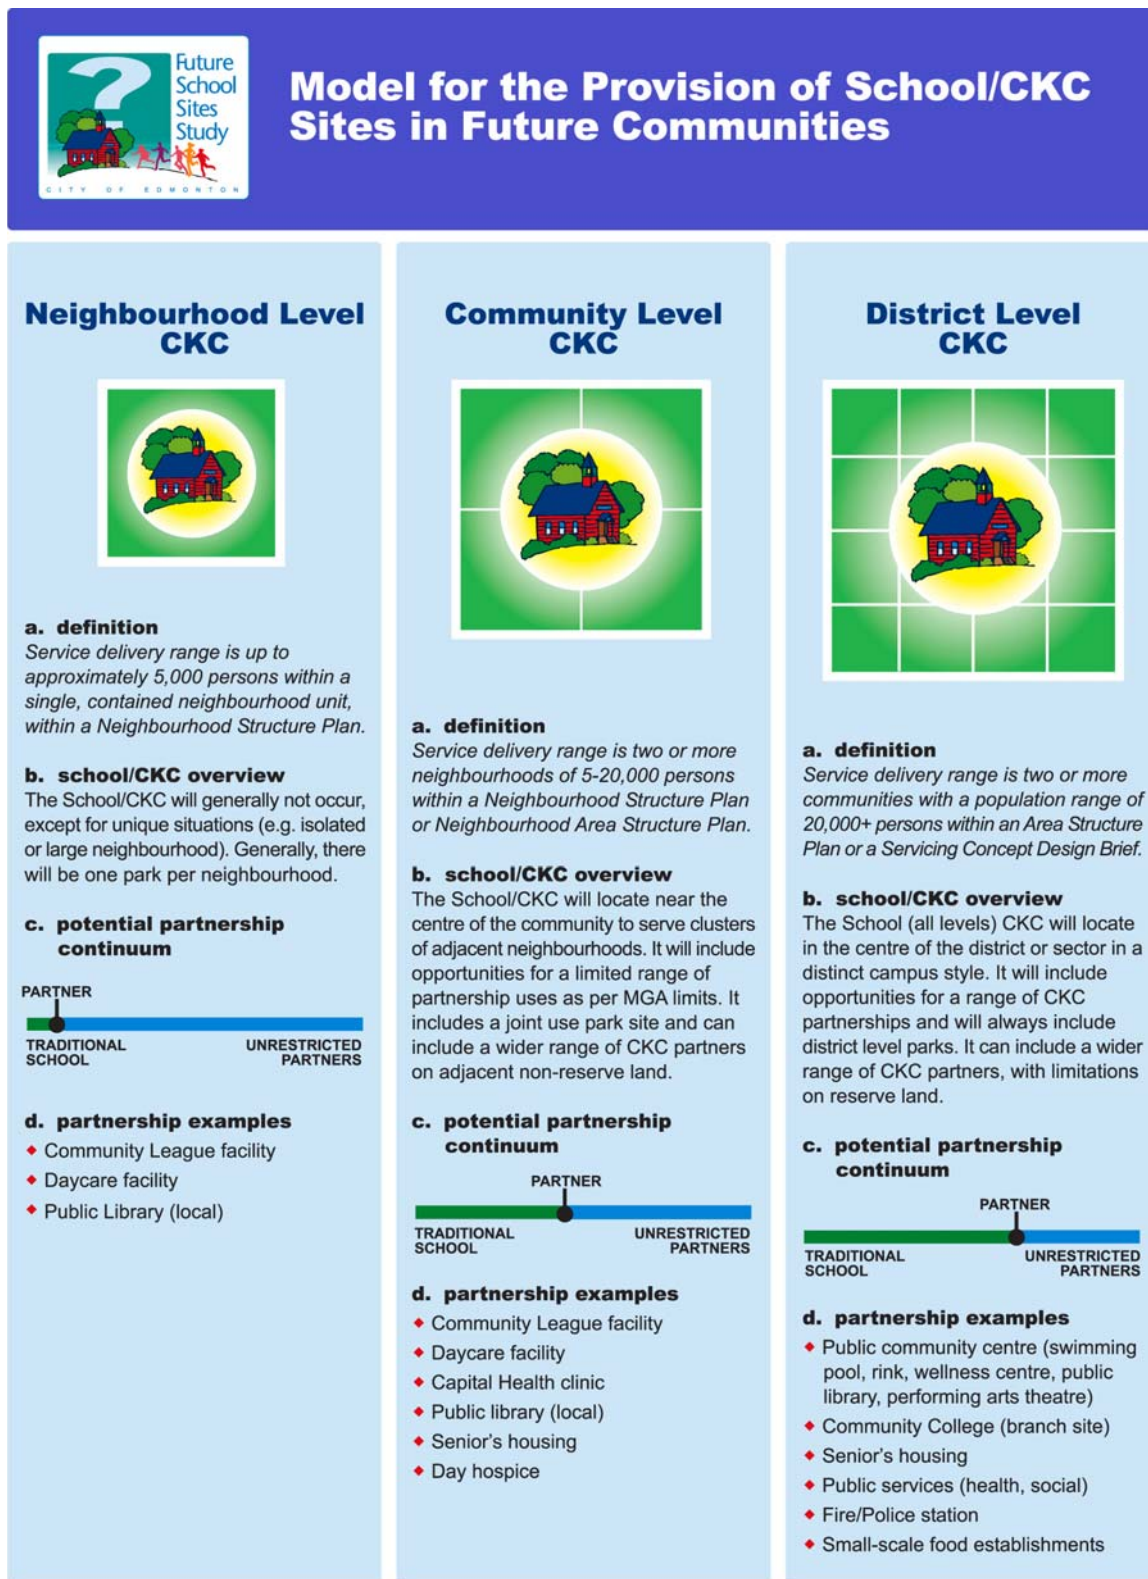 Future
School
Sites
Study
CITY OF EDMONTON
Model for the Provision of School/CKC
Sites in Future Communities
Neighbourhood Level
CKC
a. definition
Service delivery range is up to
approximately 5,000 persons within a
single, contained neighbourhood unit,
within a Neighbourhood Structure Plan.
b. school/CKC overview
The School/CKC will generally not occur,
except for unique situations (e.g. isolated
or large neighbourhood). Generally, there
will be one park per neighbourhood.
c. potential partnership
continuum
PARTNER
TRADITIONAL
SCHOOL
UNRESTRICTED
PARTNERS
d. partnership examples
Community League facility
Daycare facility
Public Library (local)
Community Level
CKC
a. definition
Service delivery range is two or more
neighbourhoods of 5-20,000 persons
within a Neighbourhood Structure Plan
or Neighbourhood Area Structure Plan.
b. school/CKC overview
The School/CKC will locate near the
centre of the community to serve clusters
of adjacent neighbourhoods. It will include
opportunities for a limited range of
partnership uses as per MGA limits. It
includes a joint use park site and can
include a wider range of CKC partners
on adjacent non-reserve land.
c. potential partnership
continuum
PARTNER
TRADITIONAL
SCHOOL
UNRESTRICTED
PARTNERS
d. partnership examples
Community League facility
Daycare facility
Capital Health clinic
Public library (local)
Senior's housing
Day hospice
District Level
CKC
a. definition
Service delivery range is two or more
communities with a population range of
20,000+ persons within an Area Structure
Plan or a Servicing Concept Design Brief.
b. school/CKC overview
The School (all levels) CKC will locate
in the centre of the district or sector in a
distinct campus style. It will include
opportunities for a range of CKC
partnerships and will always include
district level parks. It can include a wider
range of CKC partners, with limitations
on reserve land.
c. potential partnership
continuum
PARTNER
TRADITIONAL
SCHOOL
UNRESTRICTED
PARTNERS
d. partnership examples
Public community centre (swimming
pool, rink, wellness centre, public
library, performing arts theatre)
Community College (branch site)
Senior's housing
Public services (health, social)
Fire/Police station
Small-scale food establishments